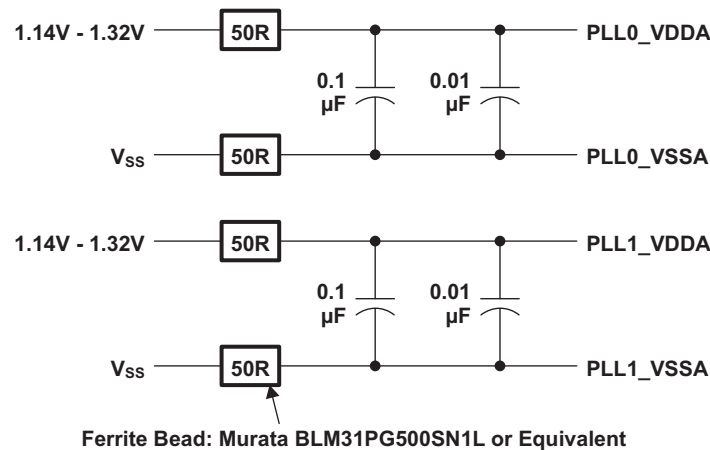 1.14V - 1.32V 50R PLL0_VDDA
0.1 µF 0.01 µF
VSS 50R PLL0_VSSA
1.14V - 1.32V 50R PLL1_VDDA
0.1 µF 0.01 µF
VSS 50R PLL1_VSSA
Ferrite Bead: Murata BLM31PG500SN1L or Equivalent